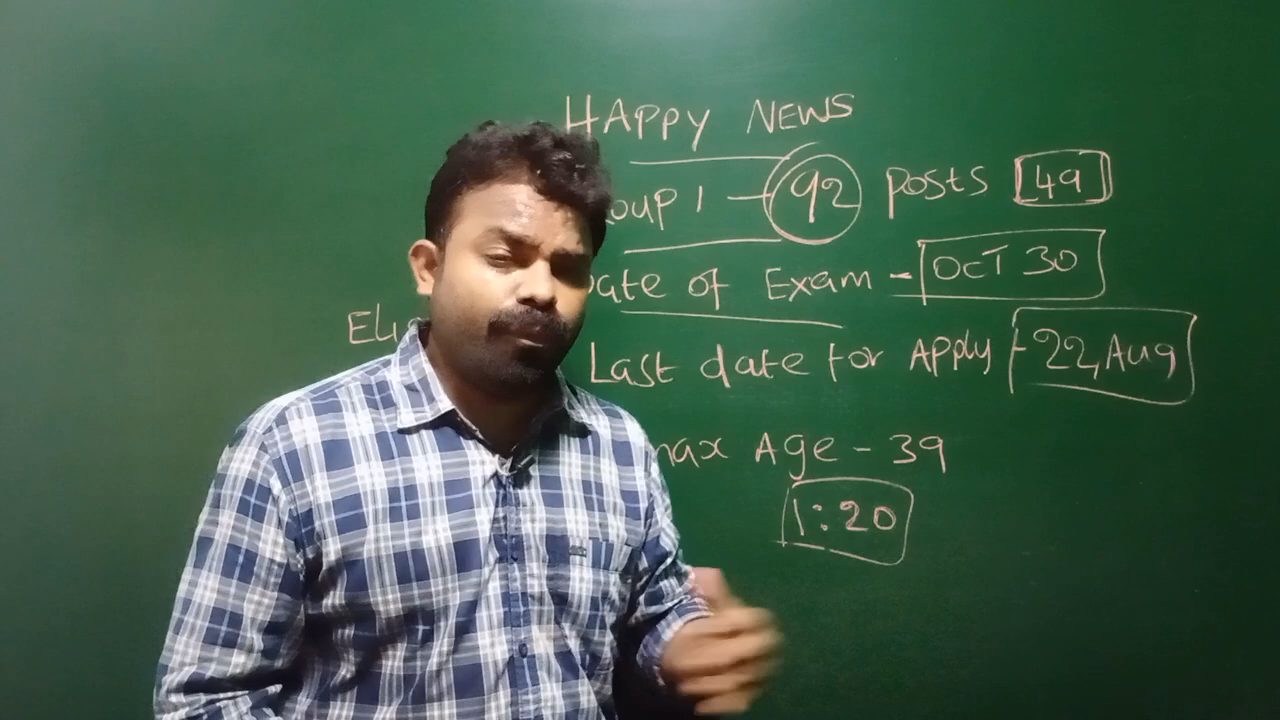 HAPPY NEWS
oup 1 - 92 posts 49
ate of Exam - OCT 30
Last date for Apply - 22 Aug
max Age - 39
1:20